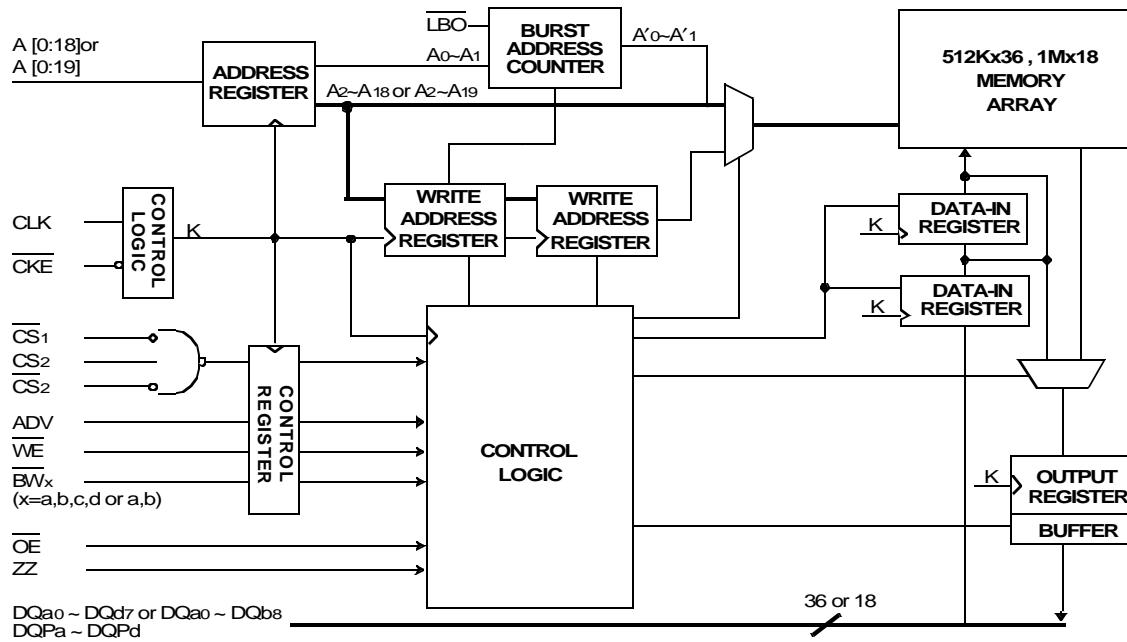 LBO
A [0:18]or
A [0:19]
ADDRESS
REGISTER
A0~A1
BURST
ADDRESS
COUNTER
A′0~A′1
A2~A18 or A2~A19
512Kx36 , 1Mx18
MEMORY
ARRAY
WRITE
ADDRESS
REGISTER
WRITE
ADDRESS
REGISTER
CLK
CKE
CONTROL
LOGIC
K
K
DATA-IN
REGISTER
K
DATA-IN
REGISTER
CS1
CS2
CS2
ADV
WE
BWx
(x=a,b,c,d or a,b)
CONTROL
REGISTER
CONTROL
LOGIC
K
OUTPUT
REGISTER
BUFFER
OE
ZZ
DQa0 ~ DQd7 or DQa0 ~ DQb8
DQPa ~ DQPd
36 or 18